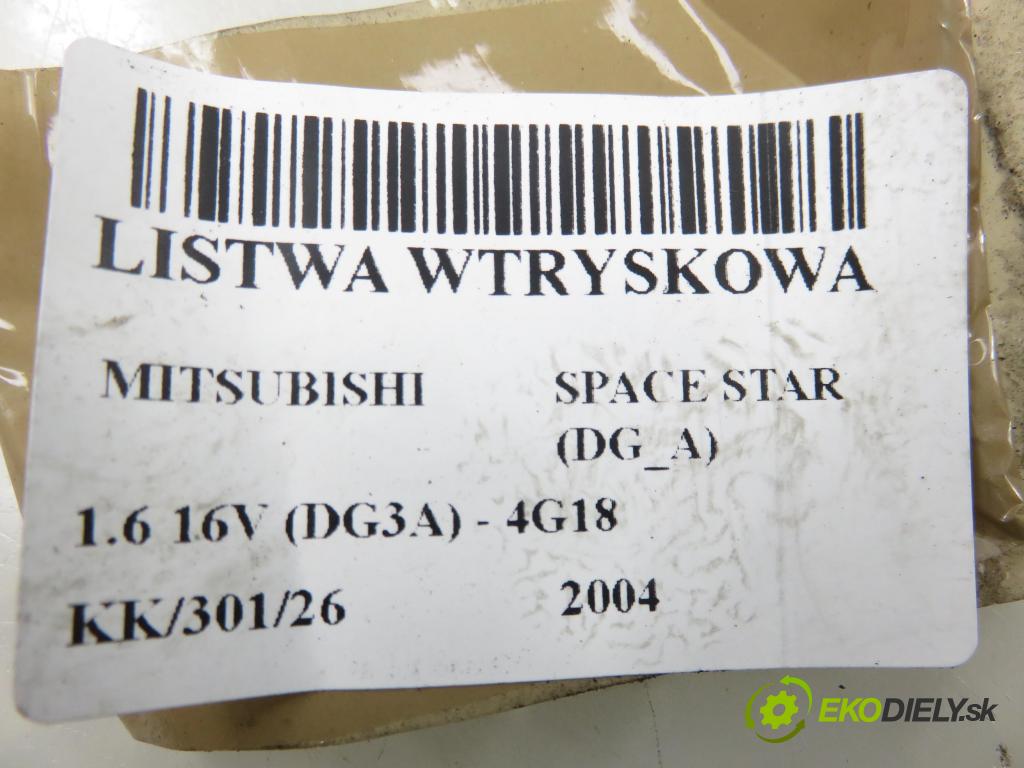 LISTWA WTRYSKOWA
MITSUBISHI SPACE STAR
(DG_A)
1.6 16V (DG3A) - 4G18
KK/301/26 2004
EKODIELY.sk